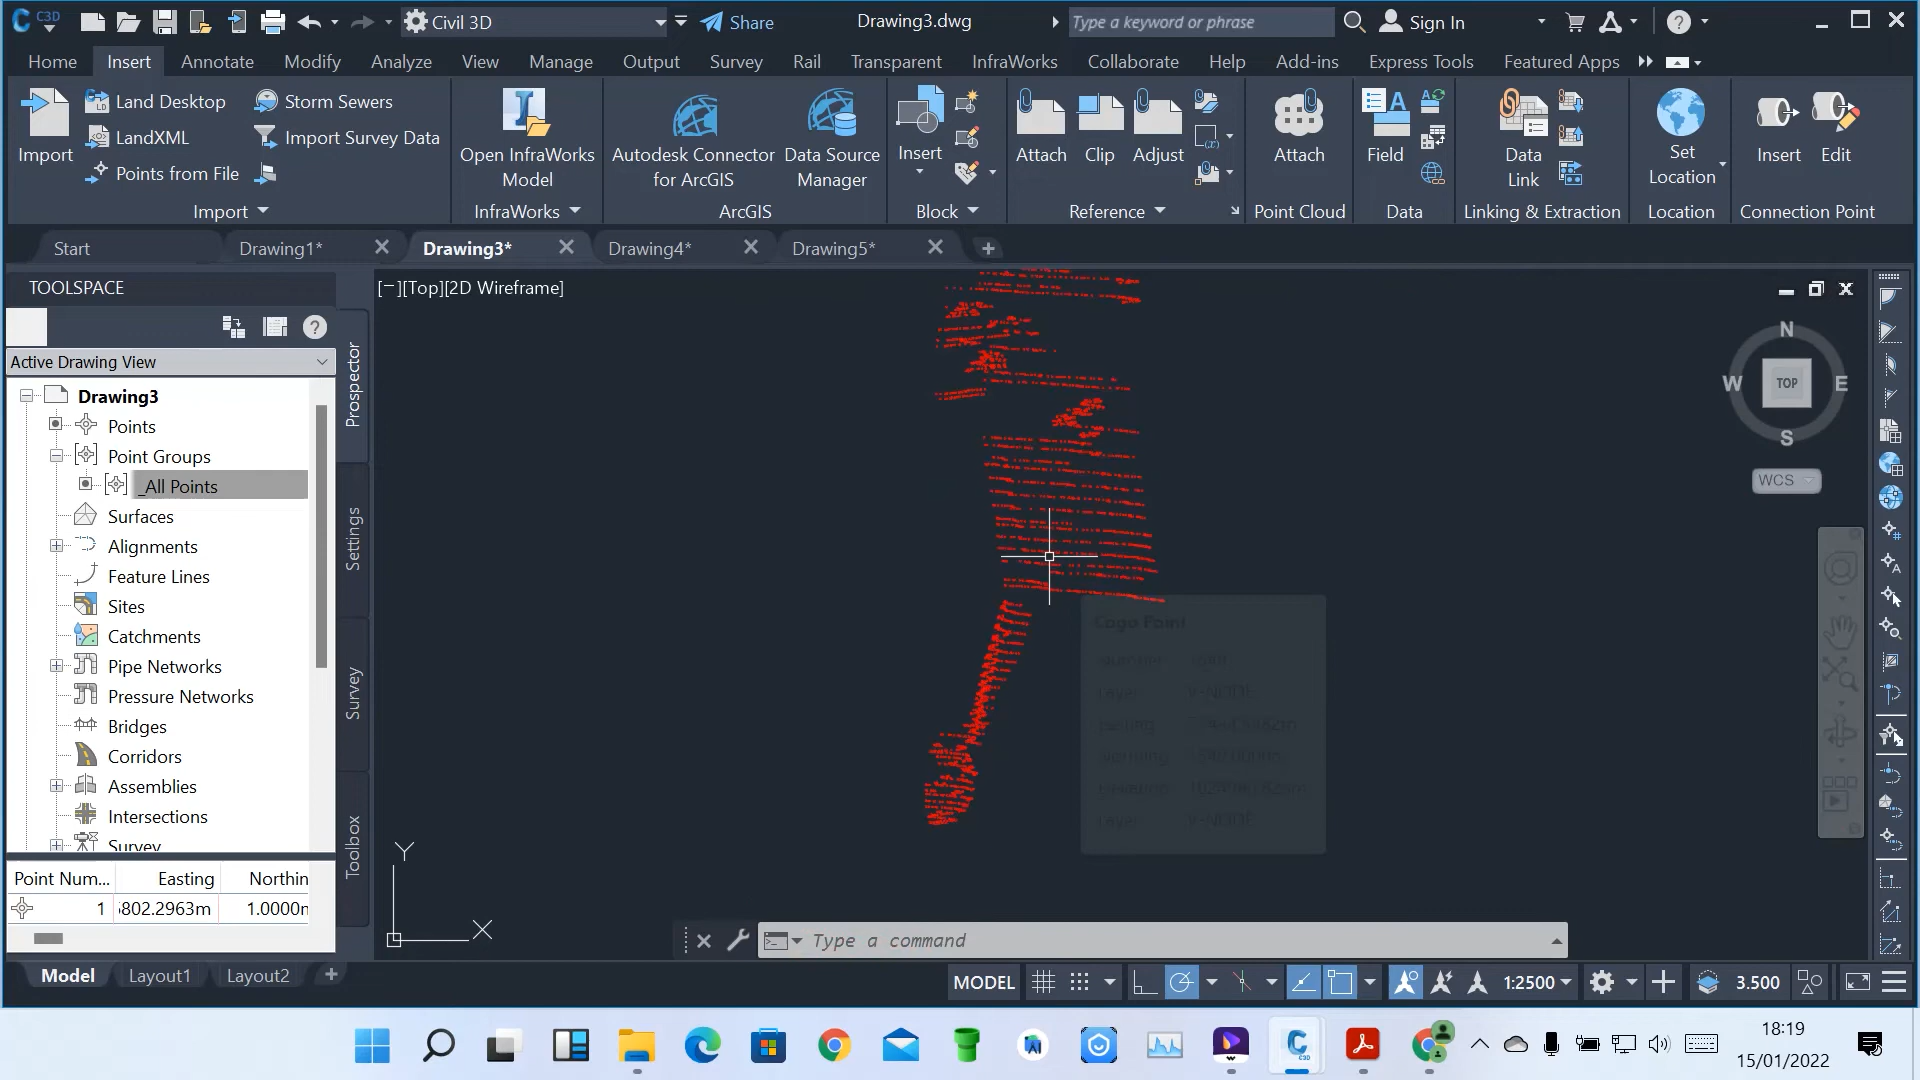 C3D
Civil 3D
Share
Drawing3.dwg
Type a keyword or phrase
Sign In
Home
Insert
Annotate
Modify
Analyze
View
Manage
Output
Survey
Rail
Transparent
InfraWorks
Collaborate
Help
Add-ins
Express Tools
Featured Apps
Import
Land Desktop
LandXML
Points from File
Storm Sewers
Import Survey Data
Open InfraWorks
Model
Autodesk Connector
for ArcGIS
Data Source
Manager
Insert
Attach
Clip
Adjust
Attach
Field
Data
Link
Set
Location
Insert
Edit
Import
InfraWorks
ArcGIS
Block
Reference
Point Cloud
Data
Linking & Extraction
Location
Connection Point
Start
Drawing1*
Drawing3*
Drawing4*
Drawing5*
TOOLSPACE
Active Drawing View
Drawing3
Points
Point Groups
_All Points
Surfaces
Alignments
Feature Lines
Sites
Catchments
Pipe Networks
Pressure Networks
Bridges
Corridors
Assemblies
Intersections
Survey
Prospector
Settings
Survey
Toolbox
Point Num...
Easting
Northin
1
802.2963m
1.0000
[−][Top][2D Wireframe]
N
W
TOP
E
S
WCS
Cogo Point
Y
X
Type a command
Model
Layout1
Layout2
MODEL
1:2500
3.500
18:19
15/01/2022